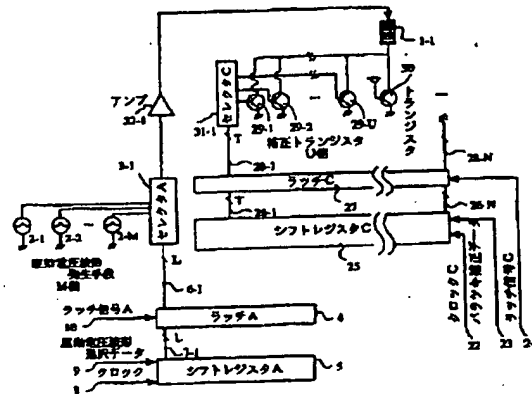 1-1
30
トランジスタ
アンプ
32-1
セレクタC
31-1
29-1
29-2
29-U
補正トランジスタ
U個
T
28-1
28-N
ラッチC
27
T
26-1
26-N
シフトレジスタC
25
3-1
セレクタA
2-1
2-2
2-M
駆動電圧波形
発生手段
M個
L
6-1
ラッチ信号A
10
ラッチA
4
L
7-1
駆動電圧波形
選択データ
9
クロック
8
シフトレジスタA
5
クロックC
22
バラツキ補正データ
23
ラッチ信号C